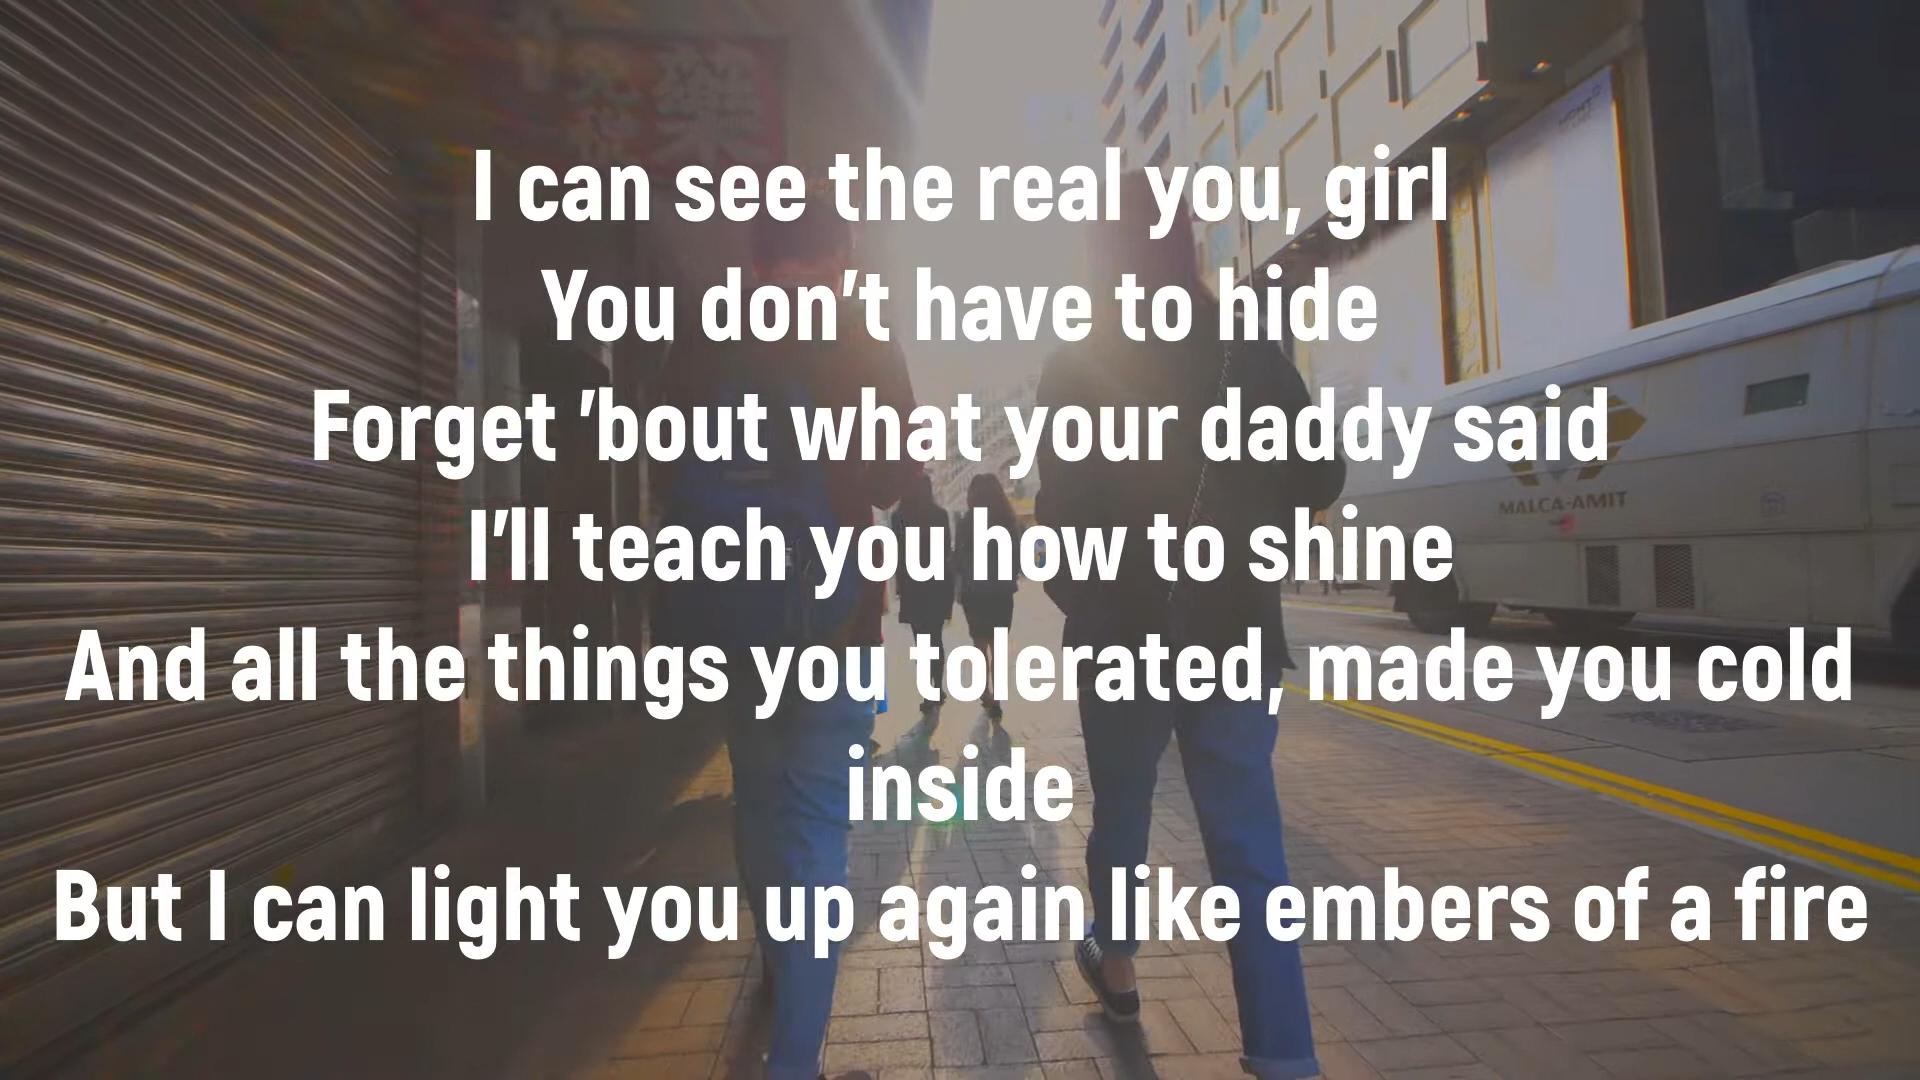 I can see the real you, girl
You don't have to hide
Forget 'bout what your daddy said
I'll teach you how to shine
And all the things you tolerated, made you cold
inside
But I can light you up again like embers of a fire
MALCA-AMIT
樂